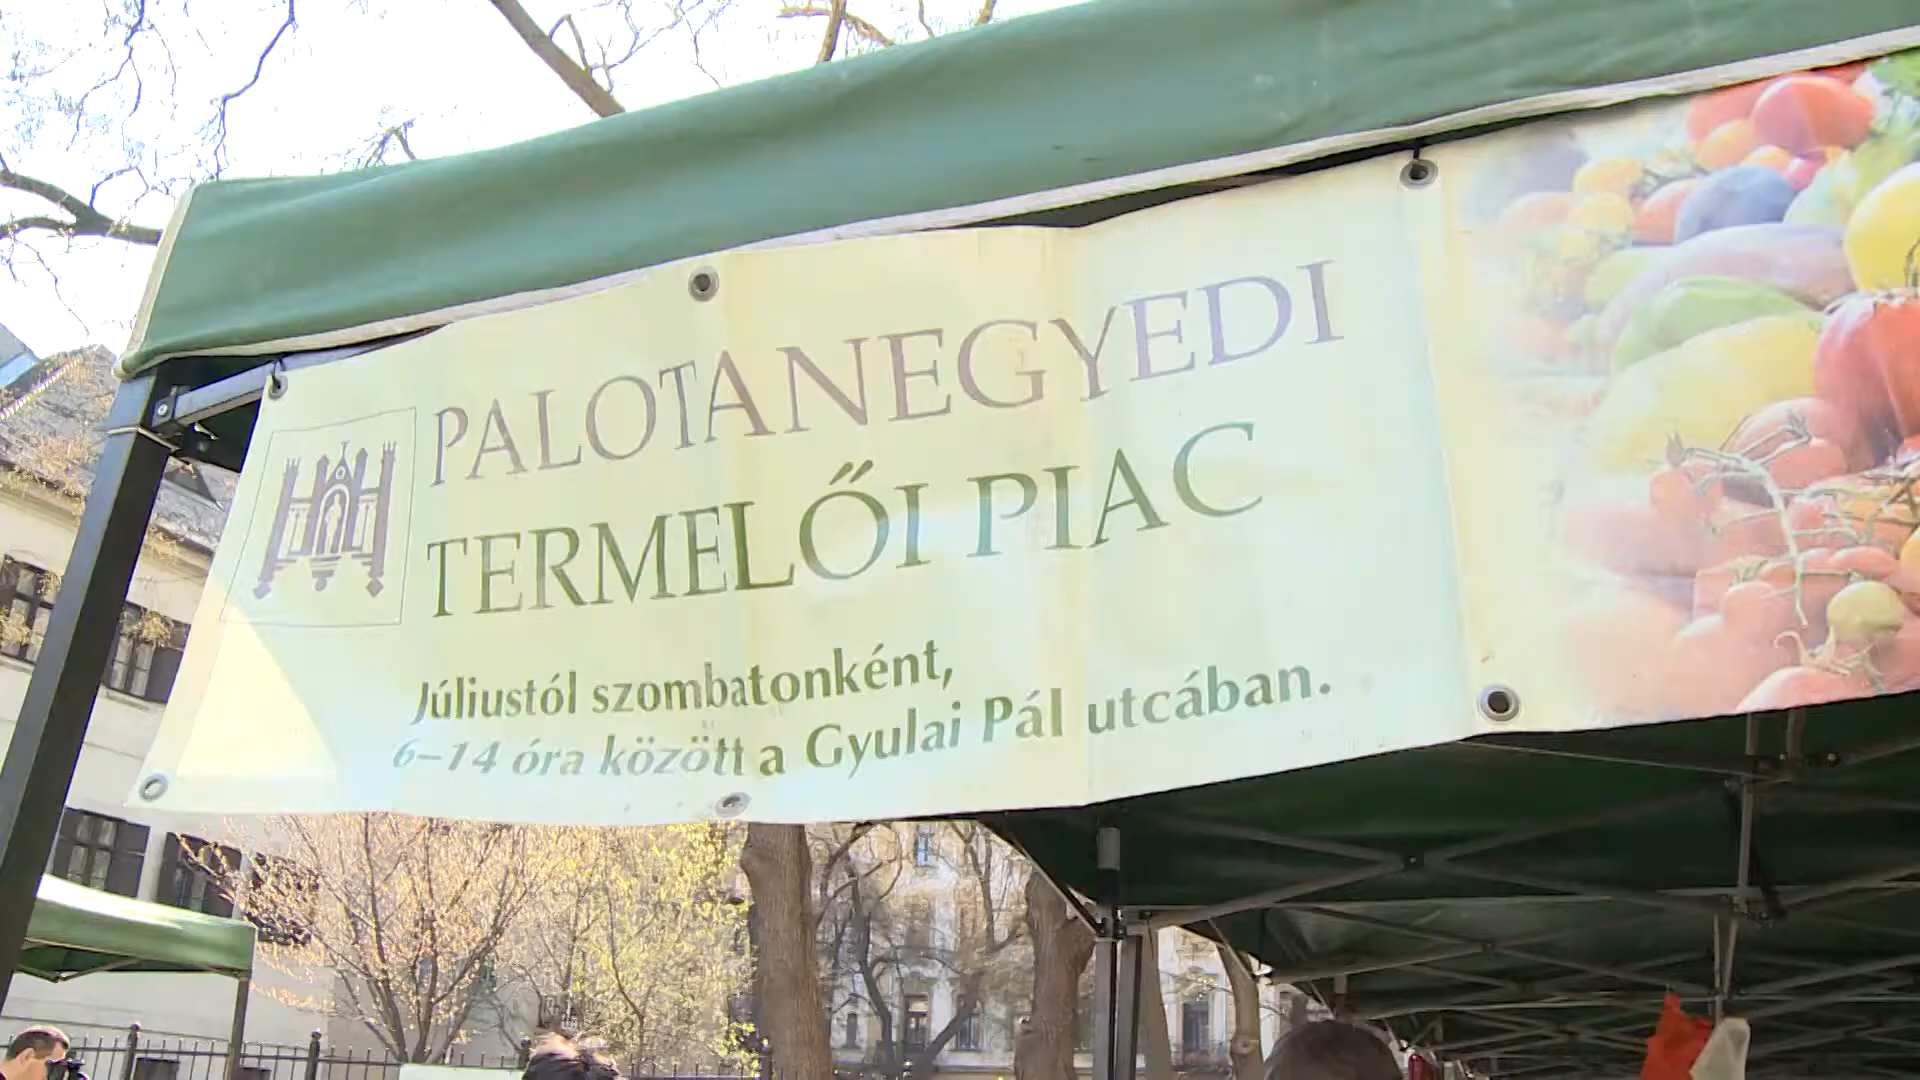 PALOTANEGYEDI
TERMELŐI PIAC
Júliustól szombatonként,
6–14 óra között a Gyulai Pál utcában.